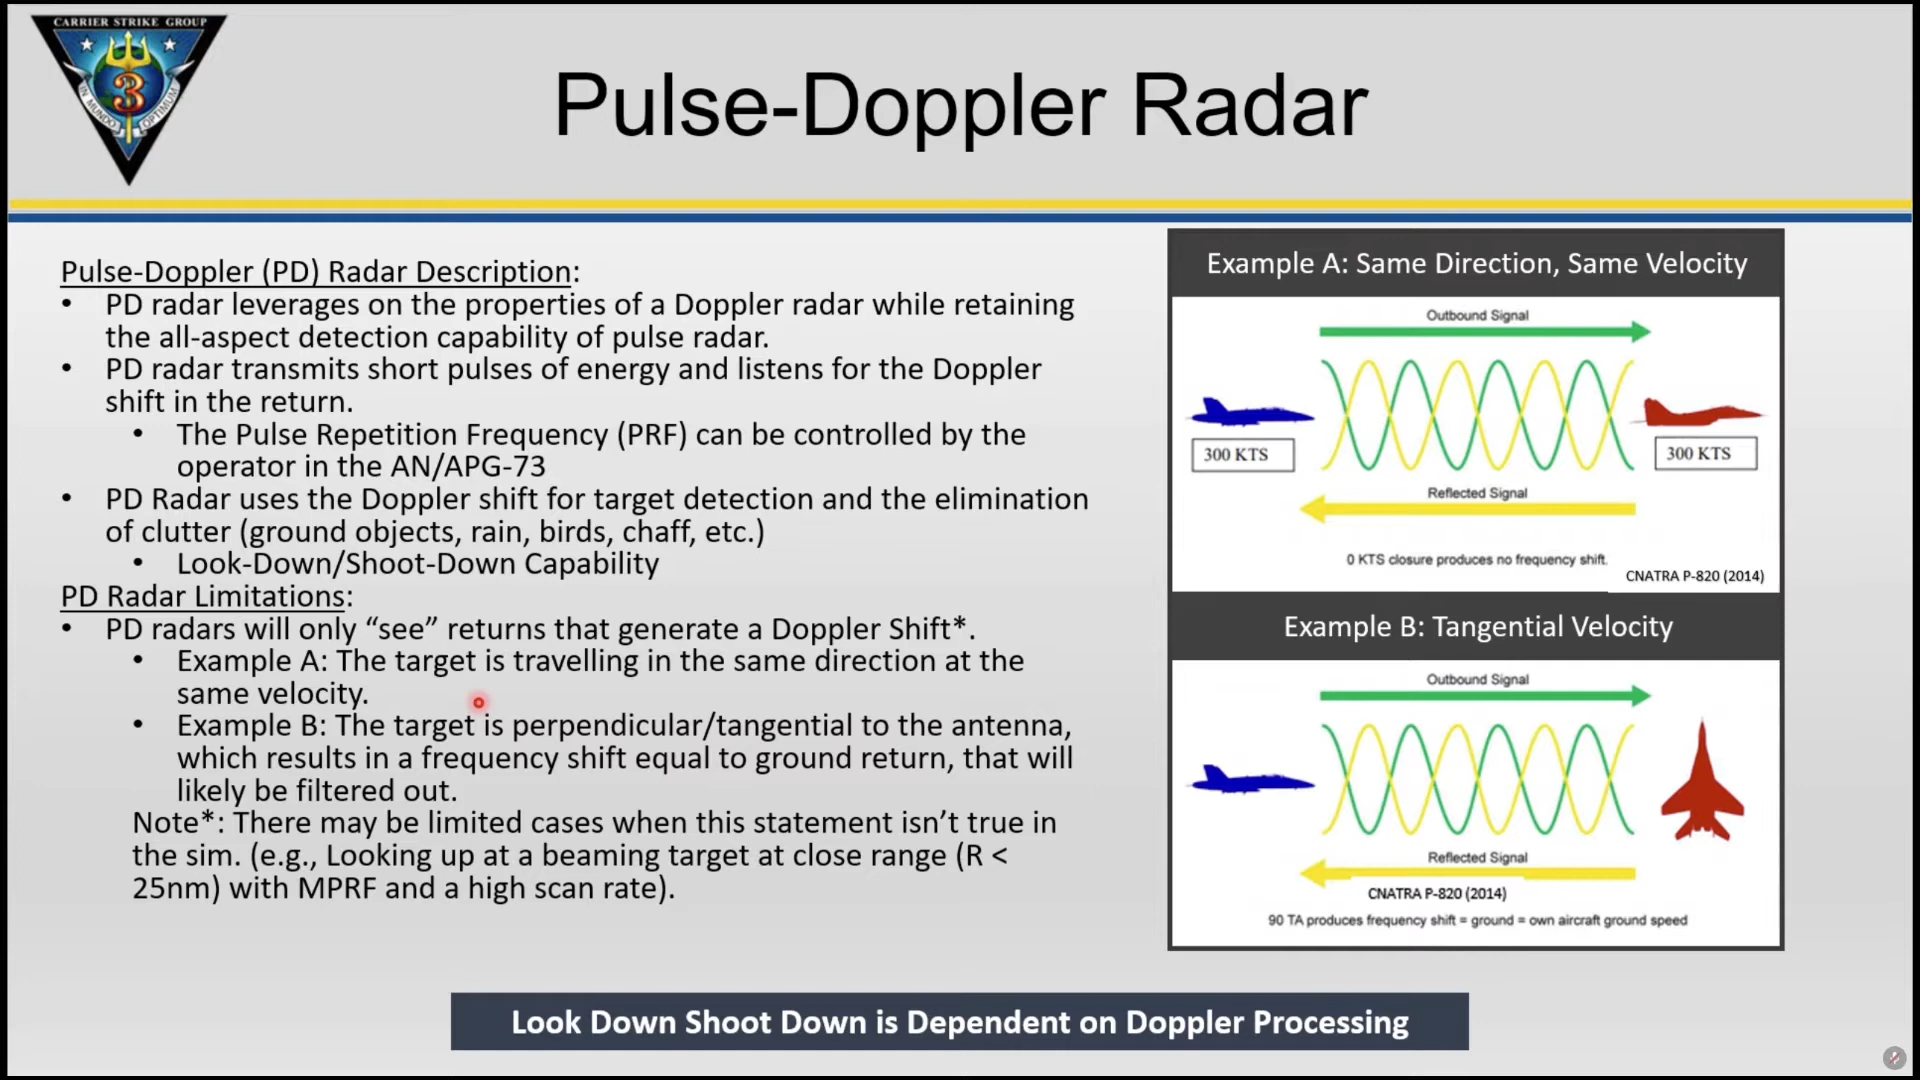 CARRIER STRIKE GROUP
3
IN MUNDO OPTIMUM
Pulse-Doppler Radar
Pulse-Doppler (PD) Radar Description:
• PD radar leverages on the properties of a Doppler radar while retaining
the all-aspect detection capability of pulse radar.
• PD radar transmits short pulses of energy and listens for the Doppler
shift in the return.
• The Pulse Repetition Frequency (PRF) can be controlled by the
operator in the AN/APG-73
• PD Radar uses the Doppler shift for target detection and the elimination
of clutter (ground objects, rain, birds, chaff, etc.)
• Look-Down/Shoot-Down Capability
PD Radar Limitations:
• PD radars will only “see” returns that generate a Doppler Shift*.
• Example A: The target is travelling in the same direction at the
same velocity.
• Example B: The target is perpendicular/tangential to the antenna,
which results in a frequency shift equal to ground return, that will
likely be filtered out.
Note*: There may be limited cases when this statement isn’t true in
the sim. (e.g., Looking up at a beaming target at close range (R <
25nm) with MPRF and a high scan rate).
Example A: Same Direction, Same Velocity
Outbound Signal
300 KTS
300 KTS
Reflected Signal
0 KTS closure produces no frequency shift.
CNATRA P-820 (2014)
Example B: Tangential Velocity
Outbound Signal
Reflected Signal
CNATRA P-820 (2014)
90 TA produces frequency shift = ground = own aircraft ground speed
Look Down Shoot Down is Dependent on Doppler Processing